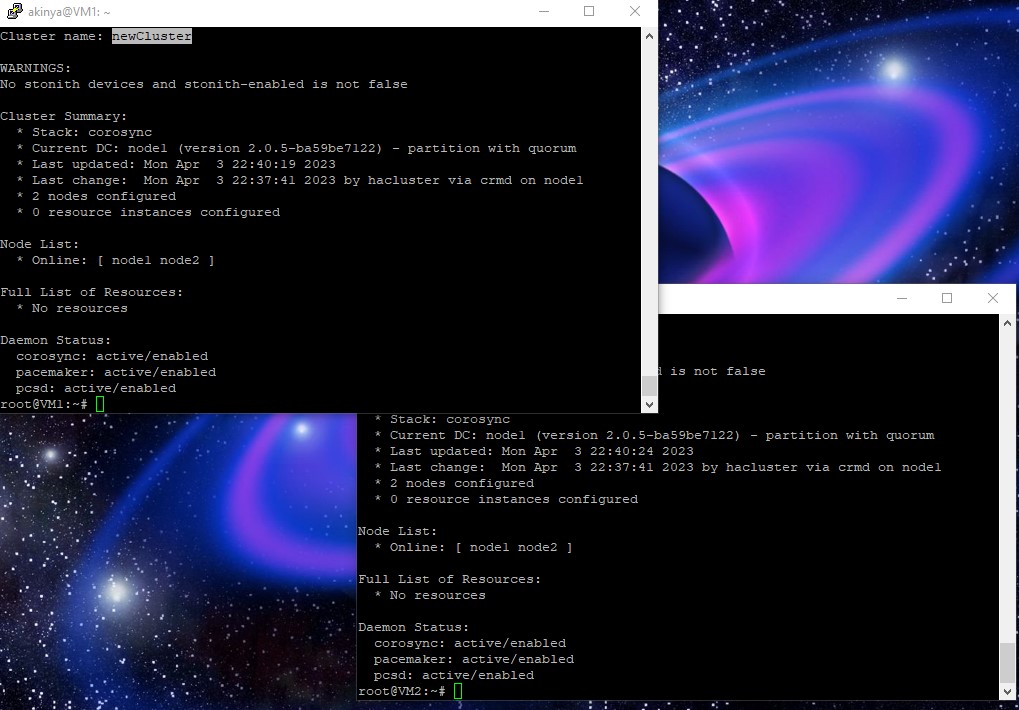 akinya@VM1: ~
Cluster name: newCluster
WARNINGS:
No stonith devices and stonith-enabled is not false
Cluster Summary:
* Stack: corosync
* Current DC: node1 (version 2.0.5-ba59be7122) - partition with quorum
* Last updated: Mon Apr  3 22:40:19 2023
* Last change:  Mon Apr  3 22:37:41 2023 by hacluster via crmd on node1
* 2 nodes configured
* 0 resource instances configured
Node List:
* Online: [ node1 node2 ]
Full List of Resources:
* No resources
Daemon Status:
corosync: active/enabled
pacemaker: active/enabled
pcsd: active/enabled
root@VM1:~#
is not false
* Stack: corosync
* Current DC: node1 (version 2.0.5-ba59be7122) - partition with quorum
* Last updated: Mon Apr  3 22:40:24 2023
* Last change:  Mon Apr  3 22:37:41 2023 by hacluster via crmd on node1
* 2 nodes configured
* 0 resource instances configured
Node List:
* Online: [ node1 node2 ]
Full List of Resources:
* No resources
Daemon Status:
corosync: active/enabled
pacemaker: active/enabled
pcsd: active/enabled
root@VM2:~#